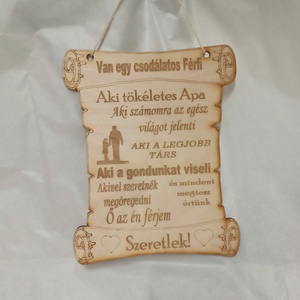 Van egy csodálatos Férfi
Aki tökéletes Apa
Aki számomra az egész
világot jelenti
AKI A LEGJOBB
TÁRS
Aki a gondunkat viseli
Akivel szeretnék
megöregedni
és mindent
megtesz
értünk
Ő az én férjem
Szeretlek!